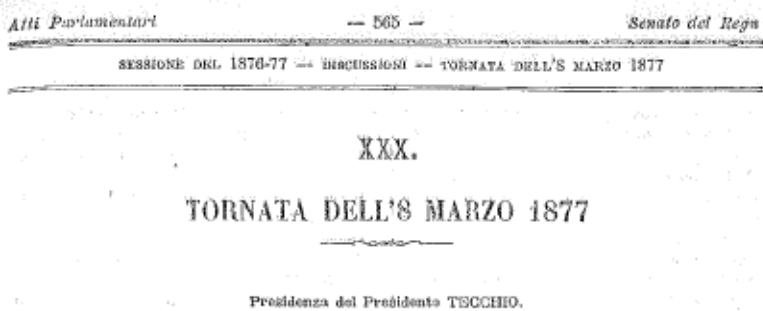 Atti Parlamentari — 565 — Senato del Regn
SESSIONE DEL 1876-77 — DISCUSSIONI — TORNATA DELL'8 MARZO 1877
XXX.
TORNATA DELL'8 MARZO 1877
Presidenza del Presidente TECCHIO.